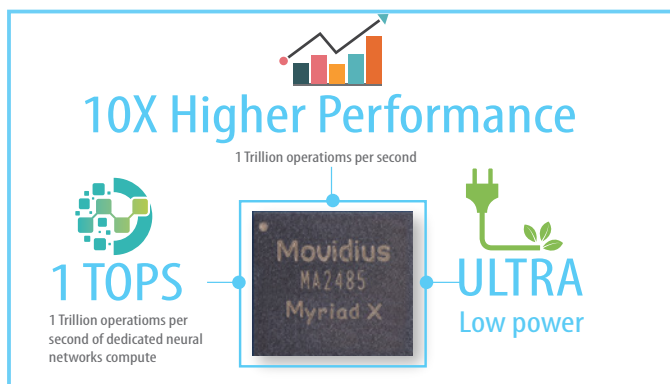 10X Higher Performance
1 Trillion operatioms per second
1 TOPS
1 Trillion operatioms per
second of dedicated neural
networks compute
Movidius
MA2485
Myriad X
ULTRA
Low power